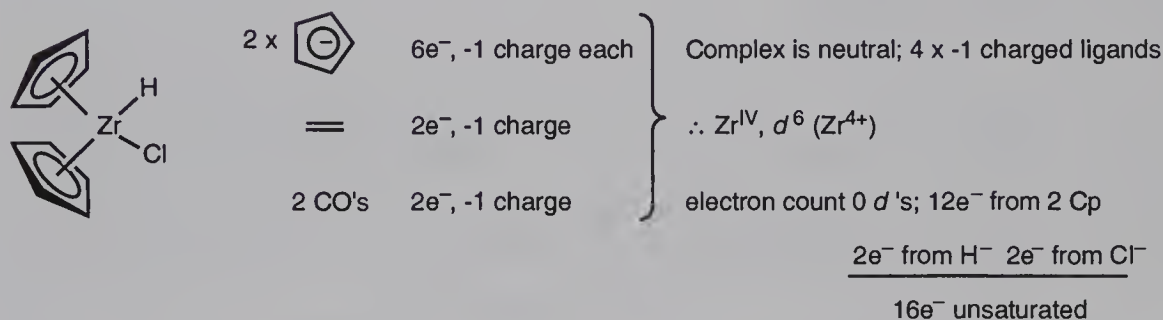 2 x 6e⁻, -1 charge each Complex is neutral; 4 x -1 charged ligands
H
Zr = 2e⁻, -1 charge ∴ Zr^IV, d⁶ (Zr⁴⁺)
Cl
2 CO's 2e⁻, -1 charge electron count 0 d 's; 12e⁻ from 2 Cp
2e⁻ from H⁻ 2e⁻ from Cl⁻
16e⁻ unsaturated